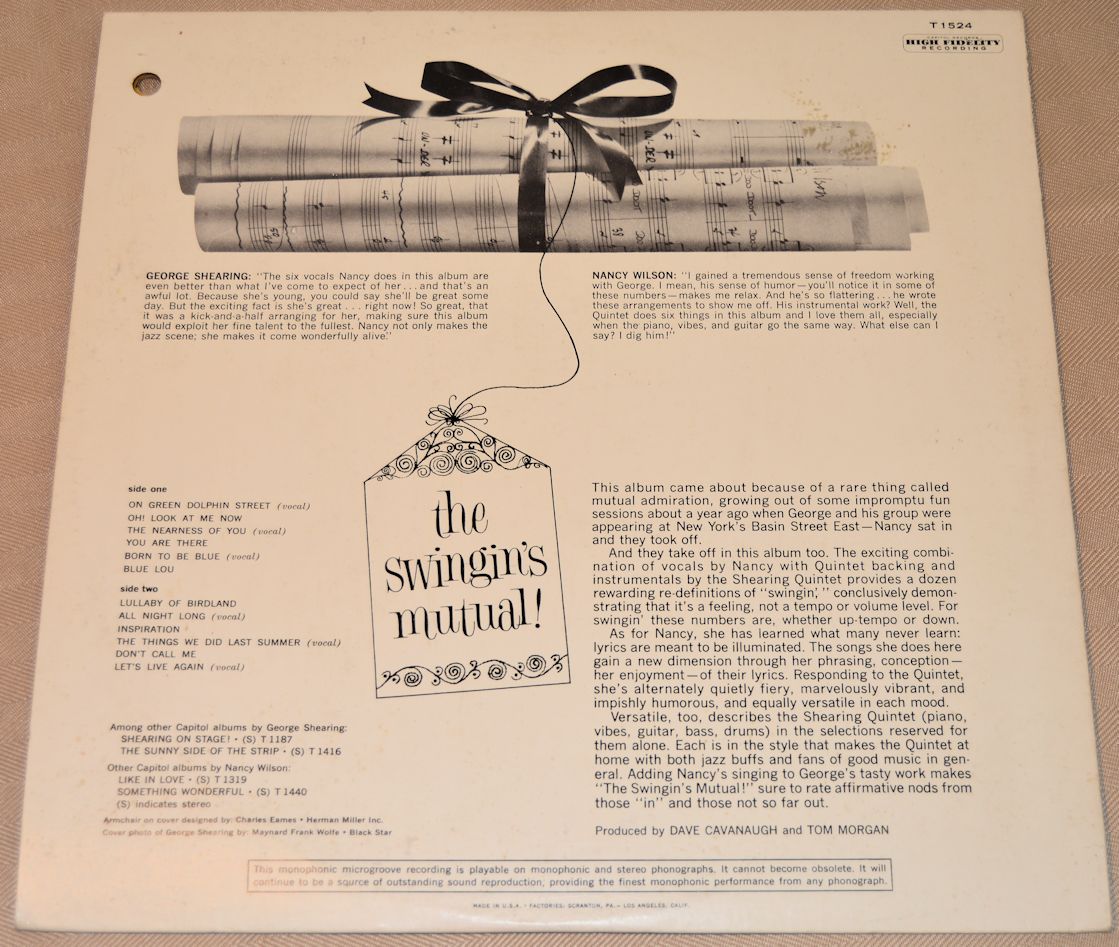 T 1524
CAPITOL RECORDS
HIGH FIDELITY
RECORDING
GEORGE SHEARING: "The six vocals Nancy does in this album are
even better than what I've come to expect of her . . . and that's an
awful lot. Because she's young, you could say she'll be great some
day. But the exciting fact is she's great . . . right now! So great, that
it was a kick-and-a-half arranging for her, making sure this album
would exploit her fine talent to the fullest. Nancy not only makes the
jazz scene; she makes it come wonderfully alive."
NANCY WILSON: "I gained a tremendous sense of freedom working
with George. I mean, his sense of humor—you'll notice it in some of
these numbers—makes me relax. And he's so flattering . . . he wrote
these arrangements to show me off. His instrumental work? Well, the
Quintet does six things in this album and I love them all, especially
when the piano, vibes, and guitar go the same way. What else can I
say? I dig him!"
the
swingin's
mutual!
side one
ON GREEN DOLPHIN STREET (vocal)
OH! LOOK AT ME NOW
THE NEARNESS OF YOU (vocal)
YOU ARE THERE
BORN TO BE BLUE (vocal)
BLUE LOU
side two
LULLABY OF BIRDLAND
ALL NIGHT LONG (vocal)
INSPIRATION
THE THINGS WE DID LAST SUMMER (vocal)
DON'T CALL ME
LET'S LIVE AGAIN (vocal)
Among other Capitol albums by George Shearing:
SHEARING ON STAGE! • (S) T 1187
THE SUNNY SIDE OF THE STRIP • (S) T 1416
Other Capitol albums by Nancy Wilson:
LIKE IN LOVE • (S) T 1319
SOMETHING WONDERFUL • (S) T 1440
(S) indicates stereo
Armchair on cover designed by: Charles Eames • Herman Miller Inc.
Cover photo of George Shearing by: Maynard Frank Wolfe • Black Star
This album came about because of a rare thing called
mutual admiration, growing out of some impromptu fun
sessions about a year ago when George and his group were
appearing at New York's Basin Street East—Nancy sat in
and they took off.
And they take off in this album too. The exciting combi-
nation of vocals by Nancy with Quintet backing and
instrumentals by the Shearing Quintet provides a dozen
rewarding re-definitions of "swingin'," conclusively demon-
strating that it's a feeling, not a tempo or volume level. For
swingin' these numbers are, whether up-tempo or down.
As for Nancy, she has learned what many never learn:
lyrics are meant to be illuminated. The songs she does here
gain a new dimension through her phrasing, conception—
her enjoyment—of their lyrics. Responding to the Quintet,
she's alternately quietly fiery, marvelously vibrant, and
impishly humorous, and equally versatile in each mood.
Versatile, too, describes the Shearing Quintet (piano,
vibes, guitar, bass, drums) in the selections reserved for
them alone. Each is in the style that makes the Quintet at
home with both jazz buffs and fans of good music in gen-
eral. Adding Nancy's singing to George's tasty work makes
"The Swingin's Mutual!" sure to rate affirmative nods from
those "in" and those not so far out.
Produced by DAVE CAVANAUGH and TOM MORGAN
This monophonic microgroove recording is playable on monophonic and stereo phonographs. It cannot become obsolete. It will
continue to be a source of outstanding sound reproduction, providing the finest monophonic performance from any phonograph.
MADE IN U.S.A. • FACTORIES: SCRANTON, PA. – LOS ANGELES, CALIF.